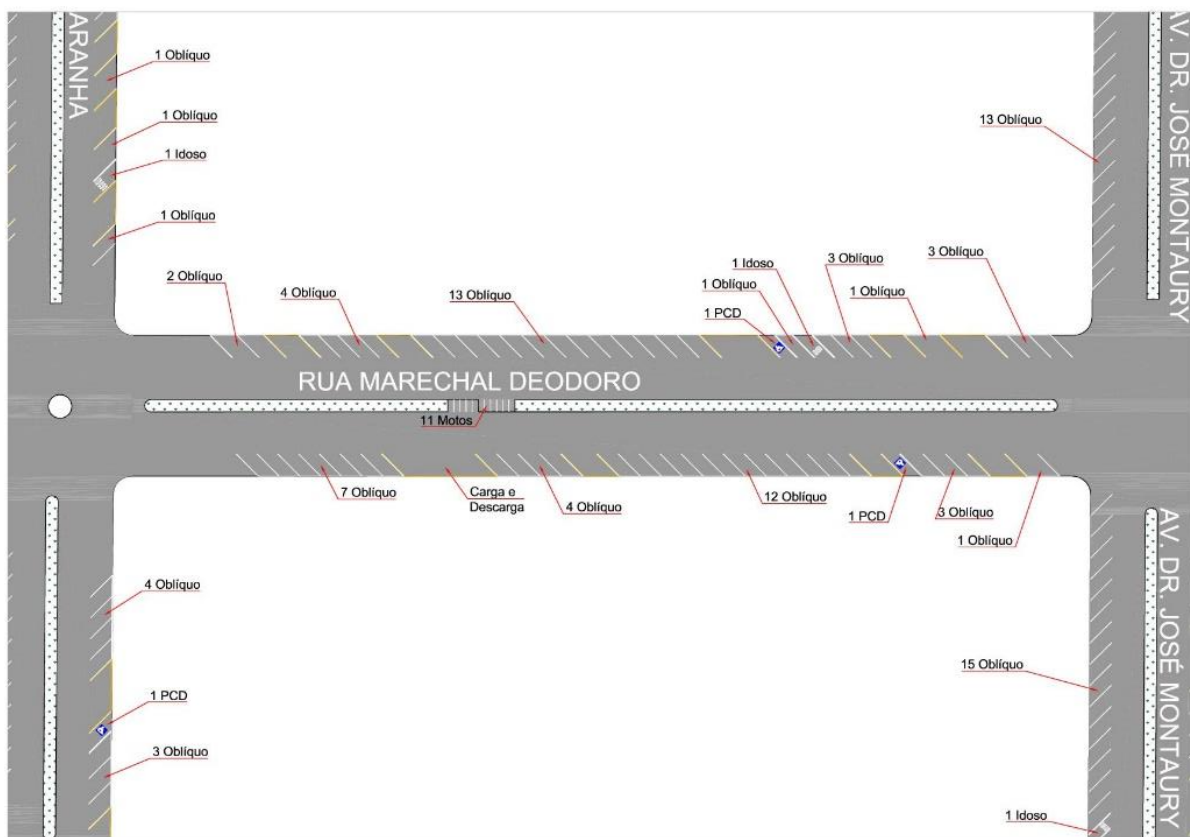 ARANHA
AV. DR. JOSÉ MONTAURY
1 Oblíquo
1 Oblíquo
13 Oblíquo
1 Idoso
1 Oblíquo
2 Oblíquo
4 Oblíquo
13 Oblíquo
1 PCD
1 Oblíquo
1 Idoso
3 Oblíquo
1 Oblíquo
3 Oblíquo
RUA MARECHAL DEODORO
11 Motos
7 Oblíquo
Carga e
Descarga
4 Oblíquo
12 Oblíquo
1 PCD
3 Oblíquo
1 Oblíquo
AV. DR. JOSÉ MONTAURY
4 Oblíquo
15 Oblíquo
1 PCD
3 Oblíquo
1 Idoso